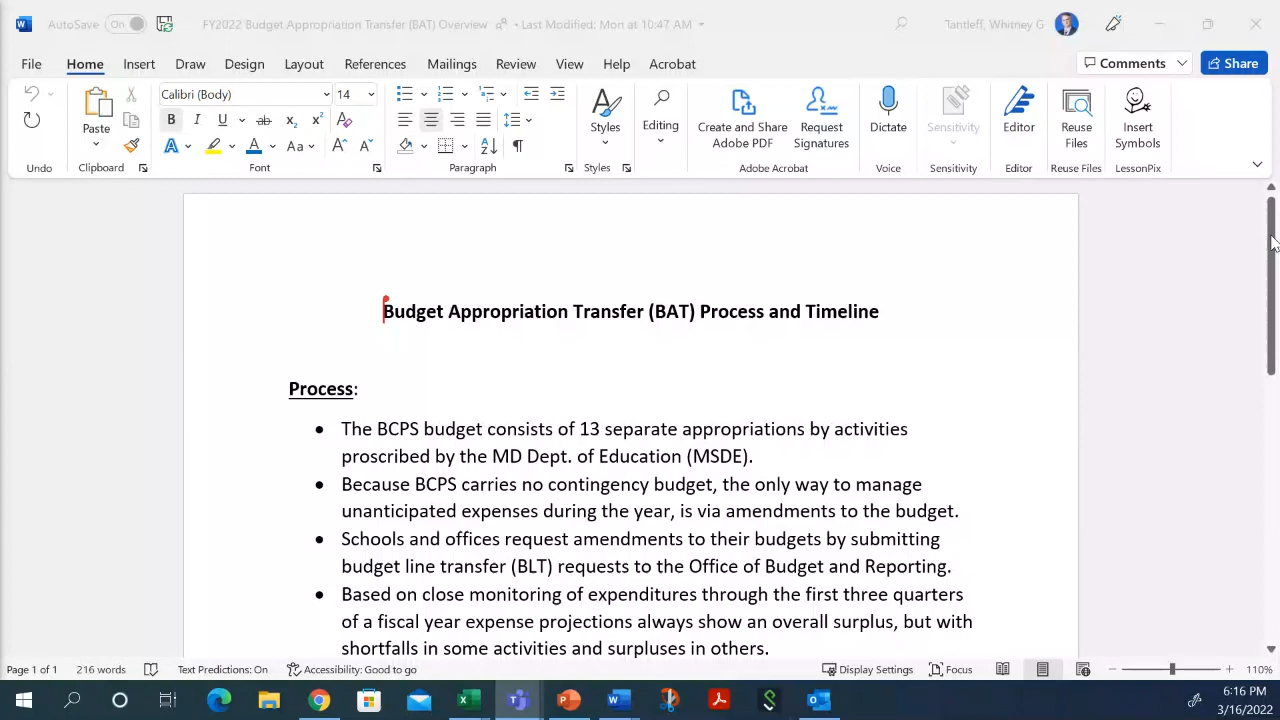 AutoSave On FY2022 Budget Appropriation Transfer (BAT) Overview • Last Modified: Mon at 10:47 AM Tantleff, Whitney G
File Home Insert Draw Design Layout References Mailings Review View Help Acrobat Comments Share
Calibri (Body) 14
Paste Styles Editing Create and Share Adobe PDF Request Signatures Dictate Sensitivity Editor Reuse Files Insert Symbols
Undo Clipboard Font Paragraph Styles Adobe Acrobat Voice Sensitivity Editor Reuse Files LessonPix
Budget Appropriation Transfer (BAT) Process and Timeline
Process:
• The BCPS budget consists of 13 separate appropriations by activities
proscribed by the MD Dept. of Education (MSDE).
• Because BCPS carries no contingency budget, the only way to manage
unanticipated expenses during the year, is via amendments to the budget.
• Schools and offices request amendments to their budgets by submitting
budget line transfer (BLT) requests to the Office of Budget and Reporting.
• Based on close monitoring of expenditures through the first three quarters
of a fiscal year expense projections always show an overall surplus, but with
shortfalls in some activities and surpluses in others.
Page 1 of 1 216 words Text Predictions: On Accessibility: Good to go Display Settings Focus 110%
6:16 PM
3/16/2022